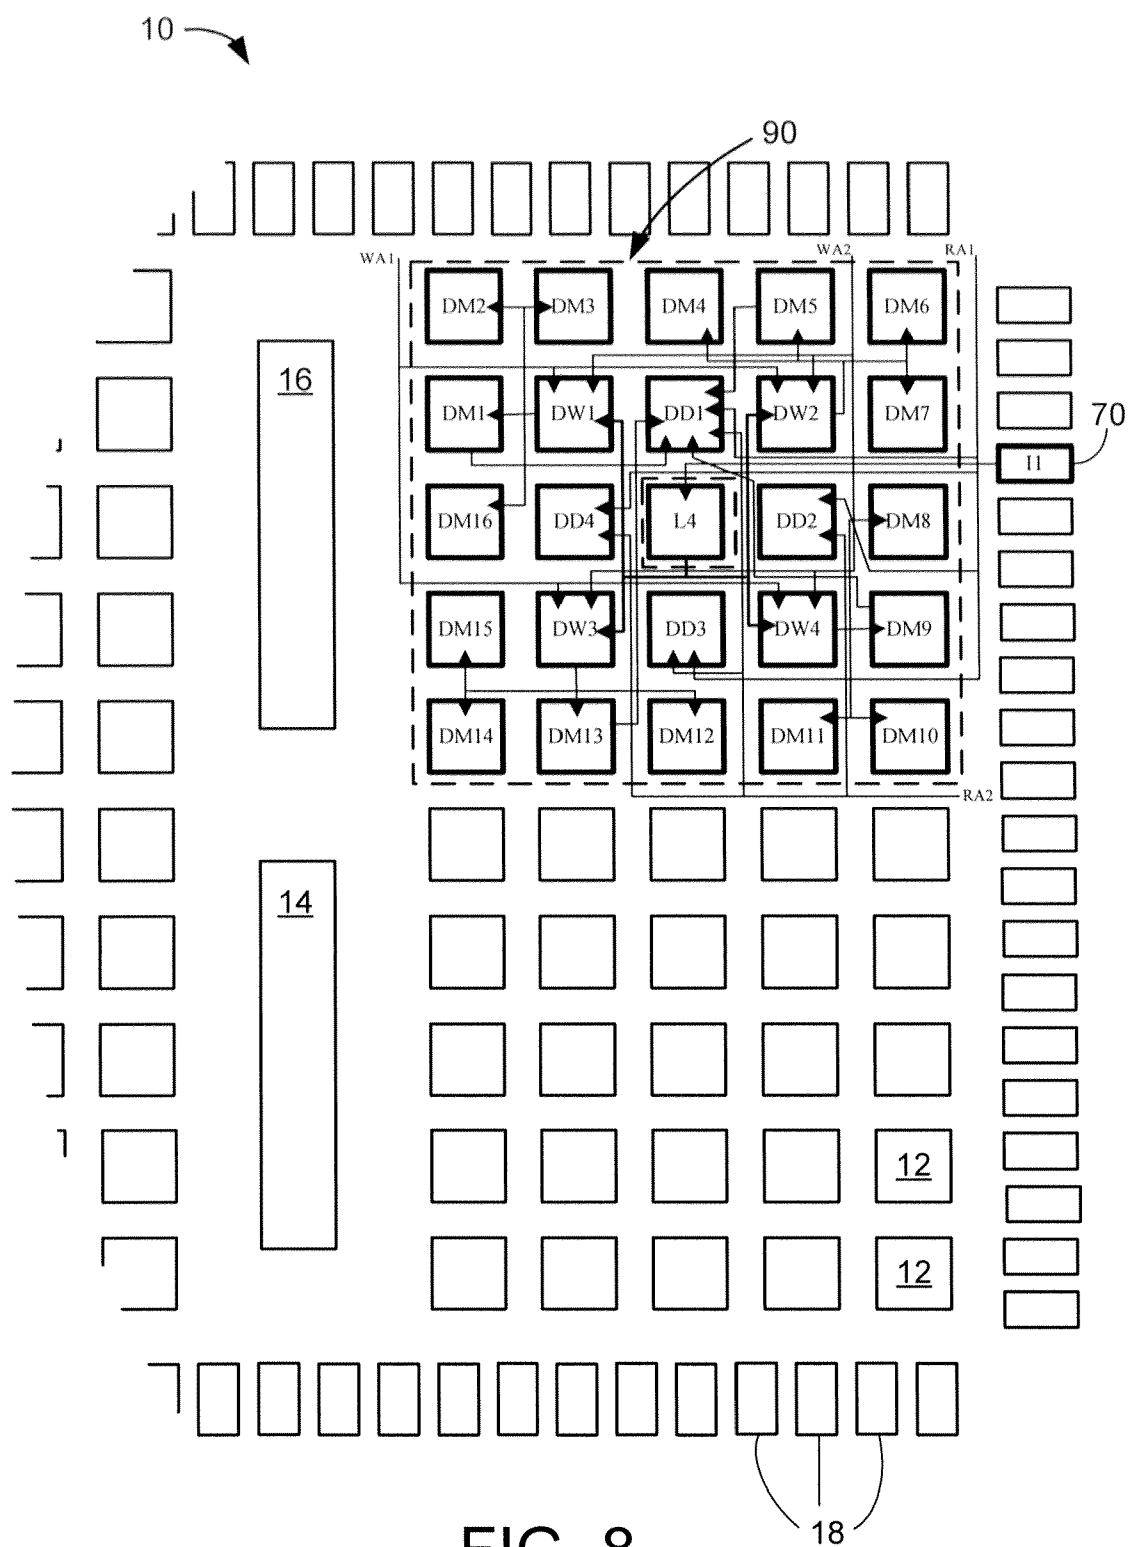 10
90
WA1
WA2
RA1
DM2
DM3
DM4
DM5
DM6
16
DM1
DW1
DD1
DW2
DM7
70
I1
DM16
DD4
L4
DD2
DM8
DM15
DW3
DD3
DW4
DM9
DM14
DM13
DM12
DM11
DM10
RA2
14
12
12
18
FIG. 8